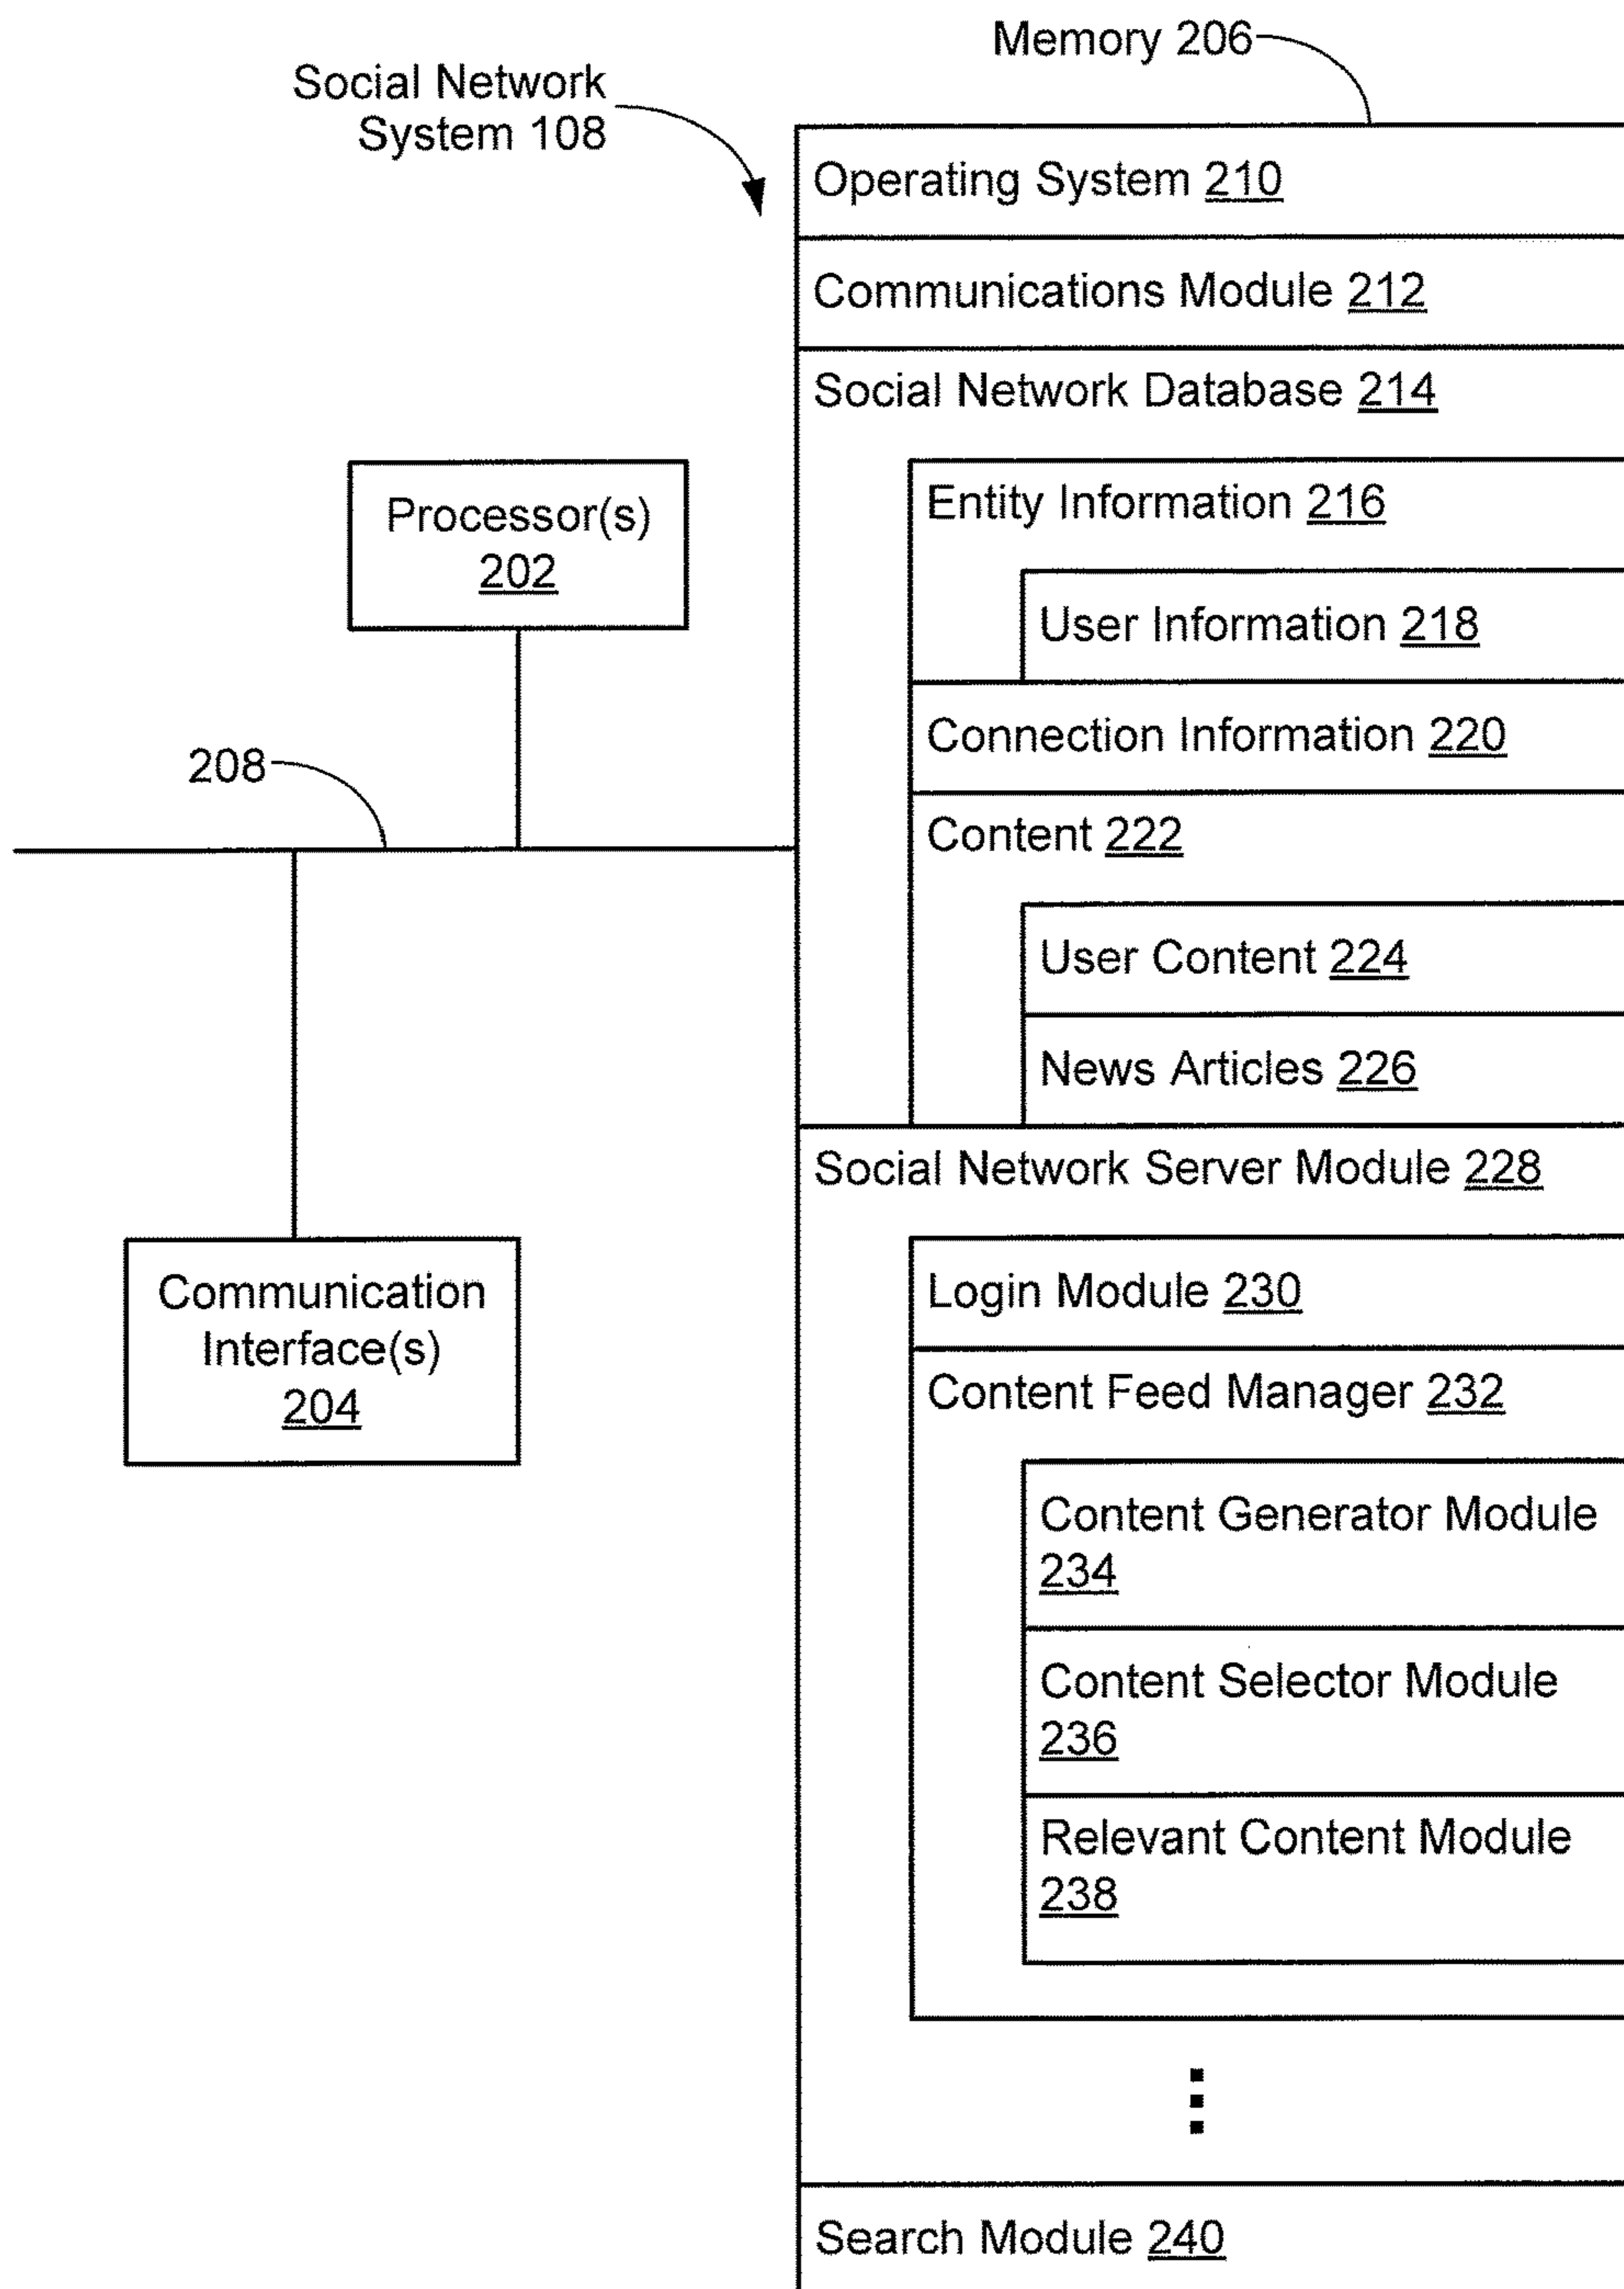 Memory 206
Social Network
System 108
Operating System 210
Communications Module 212
Social Network Database 214
Entity Information 216
User Information 218
Connection Information 220
Content 222
User Content 224
News Articles 226
Social Network Server Module 228
Login Module 230
Content Feed Manager 232
Content Generator Module
234
Content Selector Module
236
Relevant Content Module
238
Search Module 240
Processor(s)
202
208
Communication
Interface(s)
204